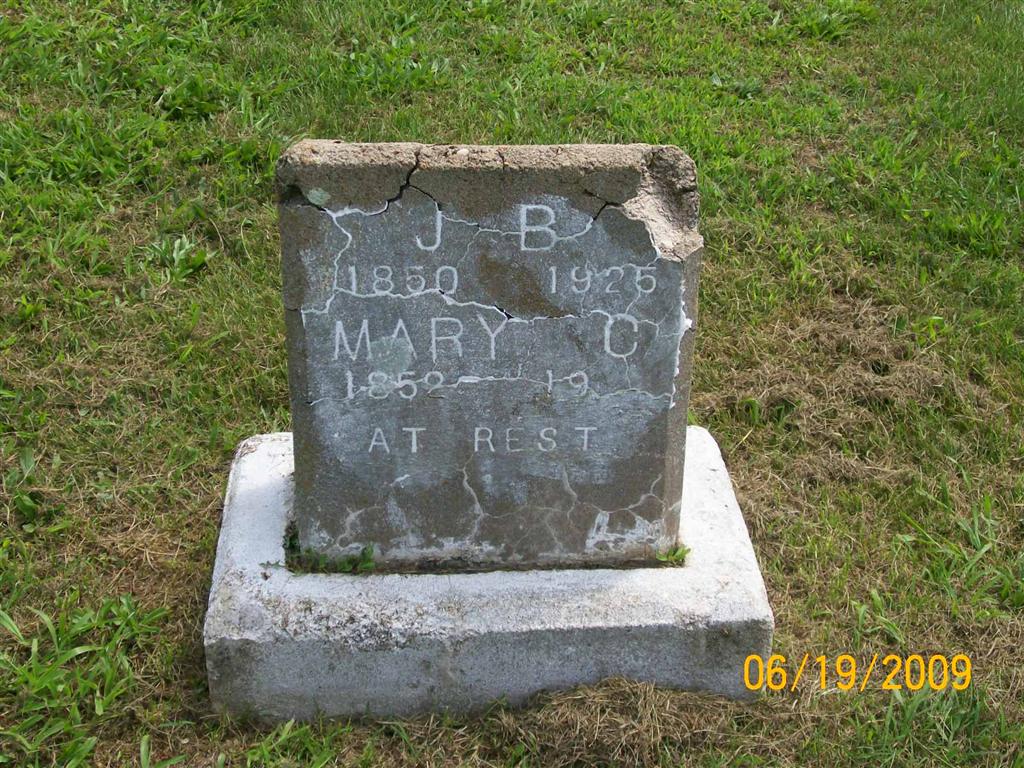 J B
1850 1925
MARY C
1852 19
AT REST
06/19/2009